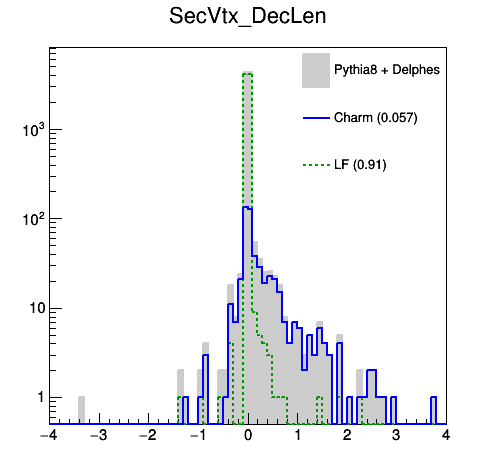 SecVtx_DecLen
Pythia8 + Delphes
Charm (0.057)
LF (0.91)
10³
10²
10
1
−4 −3 −2 −1 0 1 2 3 4